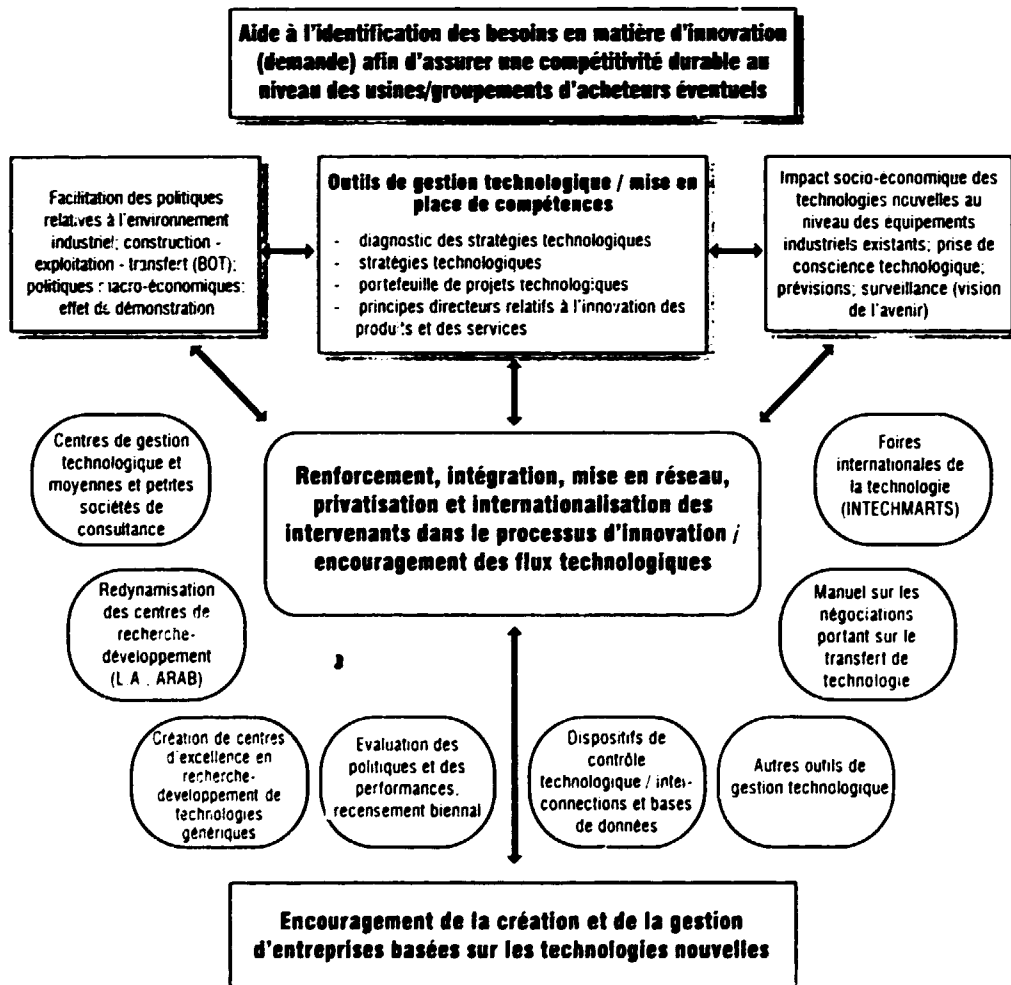 Aide à l'identification des besoins en matière d'innovation
(demande) afin d'assurer une compétitivité durable au
niveau des usines/groupements d'acheteurs éventuels
Facilitation des politiques
relatives à l'environnement
industriel; construction -
exploitation - transfert (BOT);
politiques macro-économiques;
effet de démonstration
Outils de gestion technologique / mise en
place de compétences
- diagnostic des stratégies technologiques
- stratégies technologiques
- portefeuille de projets technologiques
- principes directeurs relatifs à l'innovation des
produits et des services
Impact socio-économique des
technologies nouvelles au
niveau des équipements
industriels existants; prise de
conscience technologique;
prévisions; surveillance (vision
de l'avenir)
Centres de gestion
technologique et
moyennes et petites
sociétés de
consultance
Renforcement, intégration, mise en réseau,
privatisation et internationalisation des
intervenants dans le processus d'innovation /
encouragement des flux technologiques
Foires
internationales de
la technologie
(INTECHMARTS)
Redynamisation
des centres de
recherche-
développement
(L.A., ARAB)
Manuel sur les
négociations
portant sur le
transfert de
technologie
Création de centres
d'excellence en
recherche-
développement de
technologies
génériques
Evaluation des
politiques et des
performances,
recensement biennal
Dispositifs de
contrôle
technologique / inter-
connections et bases
de données
Autres outils de
gestion technologique
Encouragement de la création et de la gestion
d'entreprises basées sur les technologies nouvelles